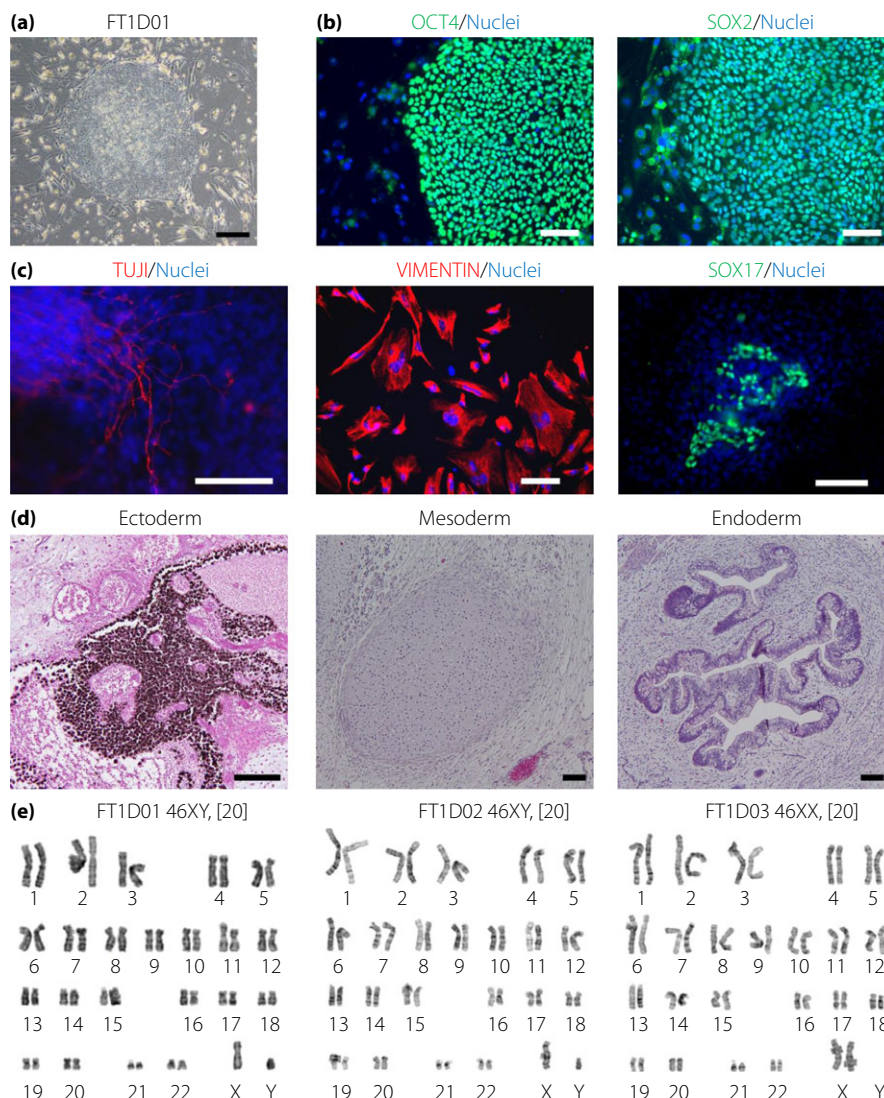 (a) FT1D01
(b) OCT4/Nuclei SOX2/Nuclei
(c) TUJI/Nuclei VIMENTIN/Nuclei SOX17/Nuclei
(d) Ectoderm Mesoderm Endoderm
(e) FT1D01 46XY, [20] FT1D02 46XY, [20] FT1D03 46XX, [20]
1 2 3 4 5 1 2 3 4 5 1 2 3 4 5
6 7 8 9 10 11 12 6 7 8 9 10 11 12 6 7 8 9 10 11 12
13 14 15 16 17 18 13 14 15 16 17 18 13 14 15 16 17 18
19 20 21 22 X Y 19 20 21 22 X Y 19 20 21 22 X Y